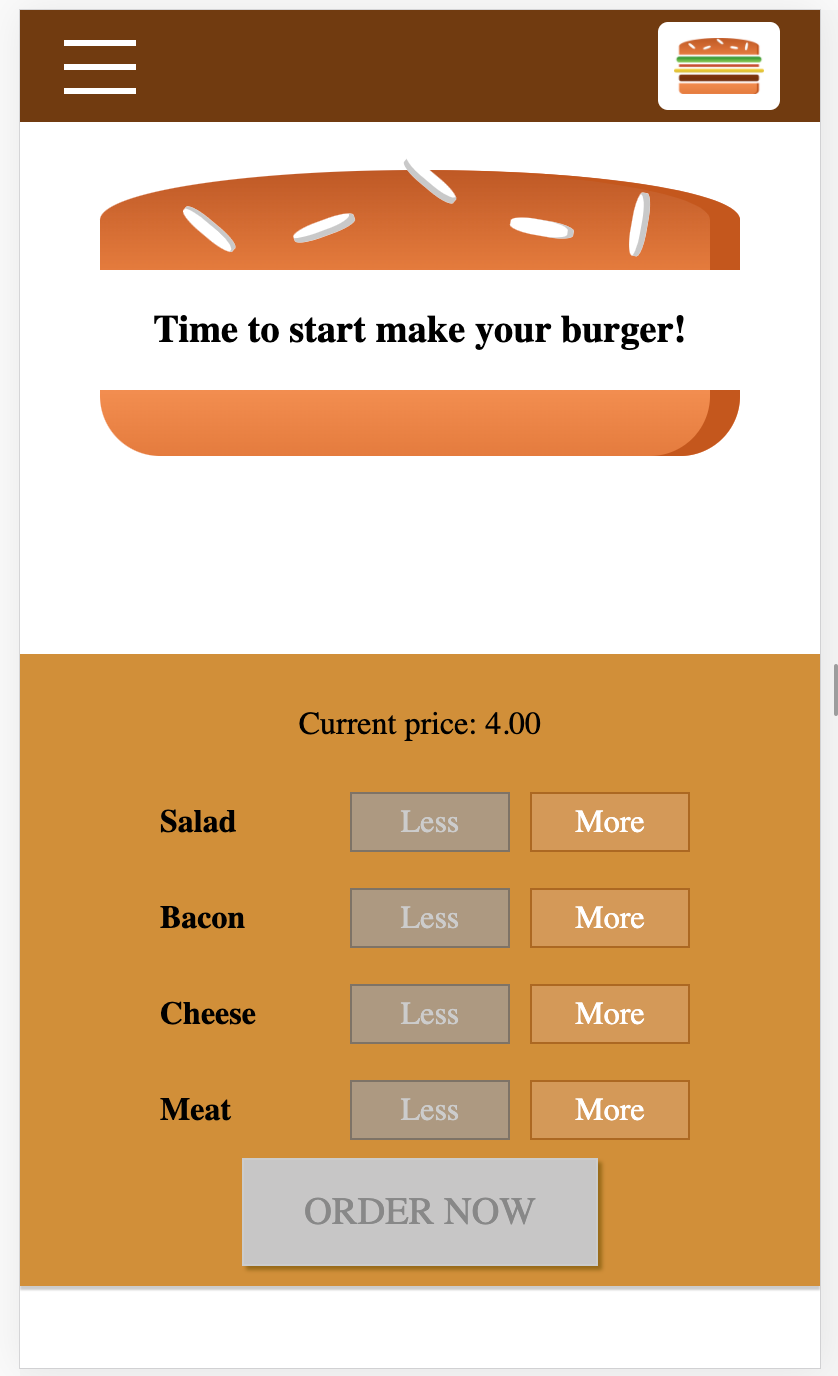 Time to start make your burger!
Current price: 4.00
Salad Less More
Bacon Less More
Cheese Less More
Meat Less More
ORDER NOW